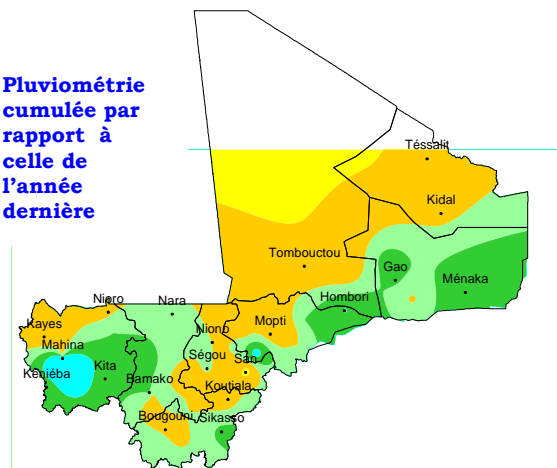 Pluviométrie
cumulée par
rapport à
celle de
l'année
dernière
Téssalit
Kidal
Tombouctou
Gao
Ménaka
Hombori
Nioro
Nara
Kayes
Niono
Mopti
Mahina
Ségou
San
Kéniéba
Kita
Bamako
Koutiala
Bougouni
Sikasso